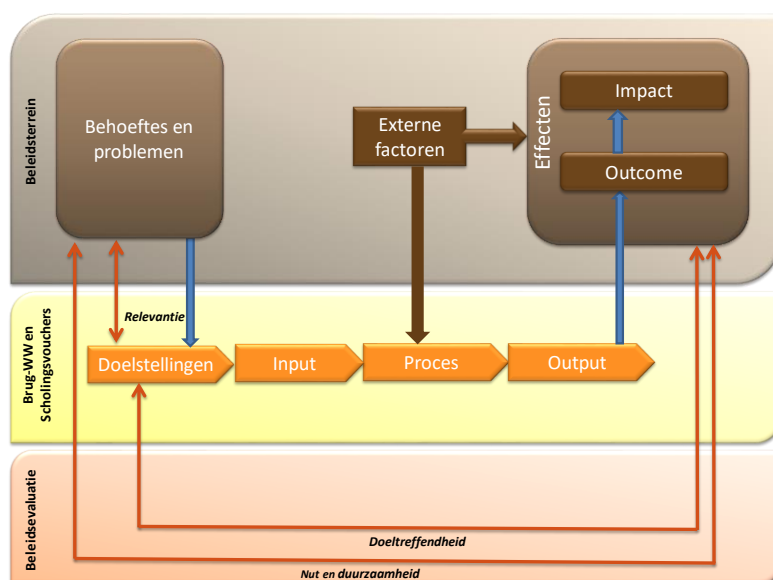 Beleidsterrein
Behoeftes en
problemen
Externe
factoren
Effecten
Impact
Outcome
Brug-WW en
Scholingsvouchers
Relevantie
Doelstellingen
Input
Proces
Output
Beleidsevaluatie
Doeltreffendheid
Nut en duurzaamheid